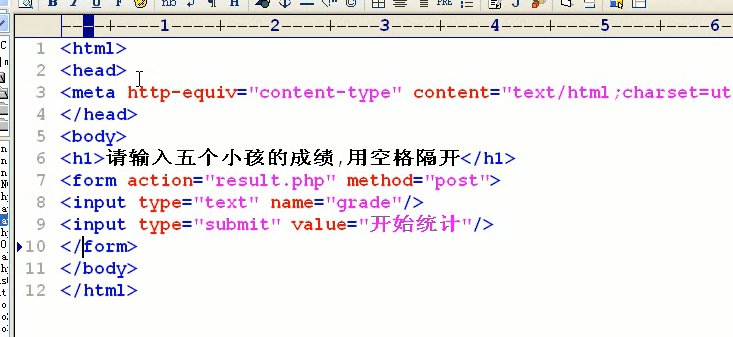 1 <html>
2 <head>
3 <meta http-equiv="content-type" content="text/html;charset=ut
4 </head>
5 <body>
6 <h1>请输入五个小孩的成绩,用空格隔开</h1>
7 <form action="result.php" method="post">
8 <input type="text" name="grade"/>
9 <input type="submit" value="开始统计"/>
10 </form>
11 </body>
12 </html>